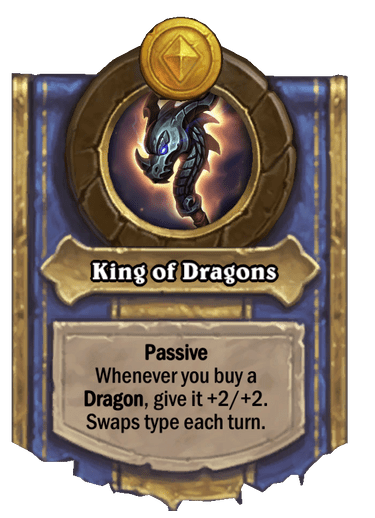 King of Dragons
Passive
Whenever you buy a
Dragon, give it +2/+2.
Swaps type each turn.